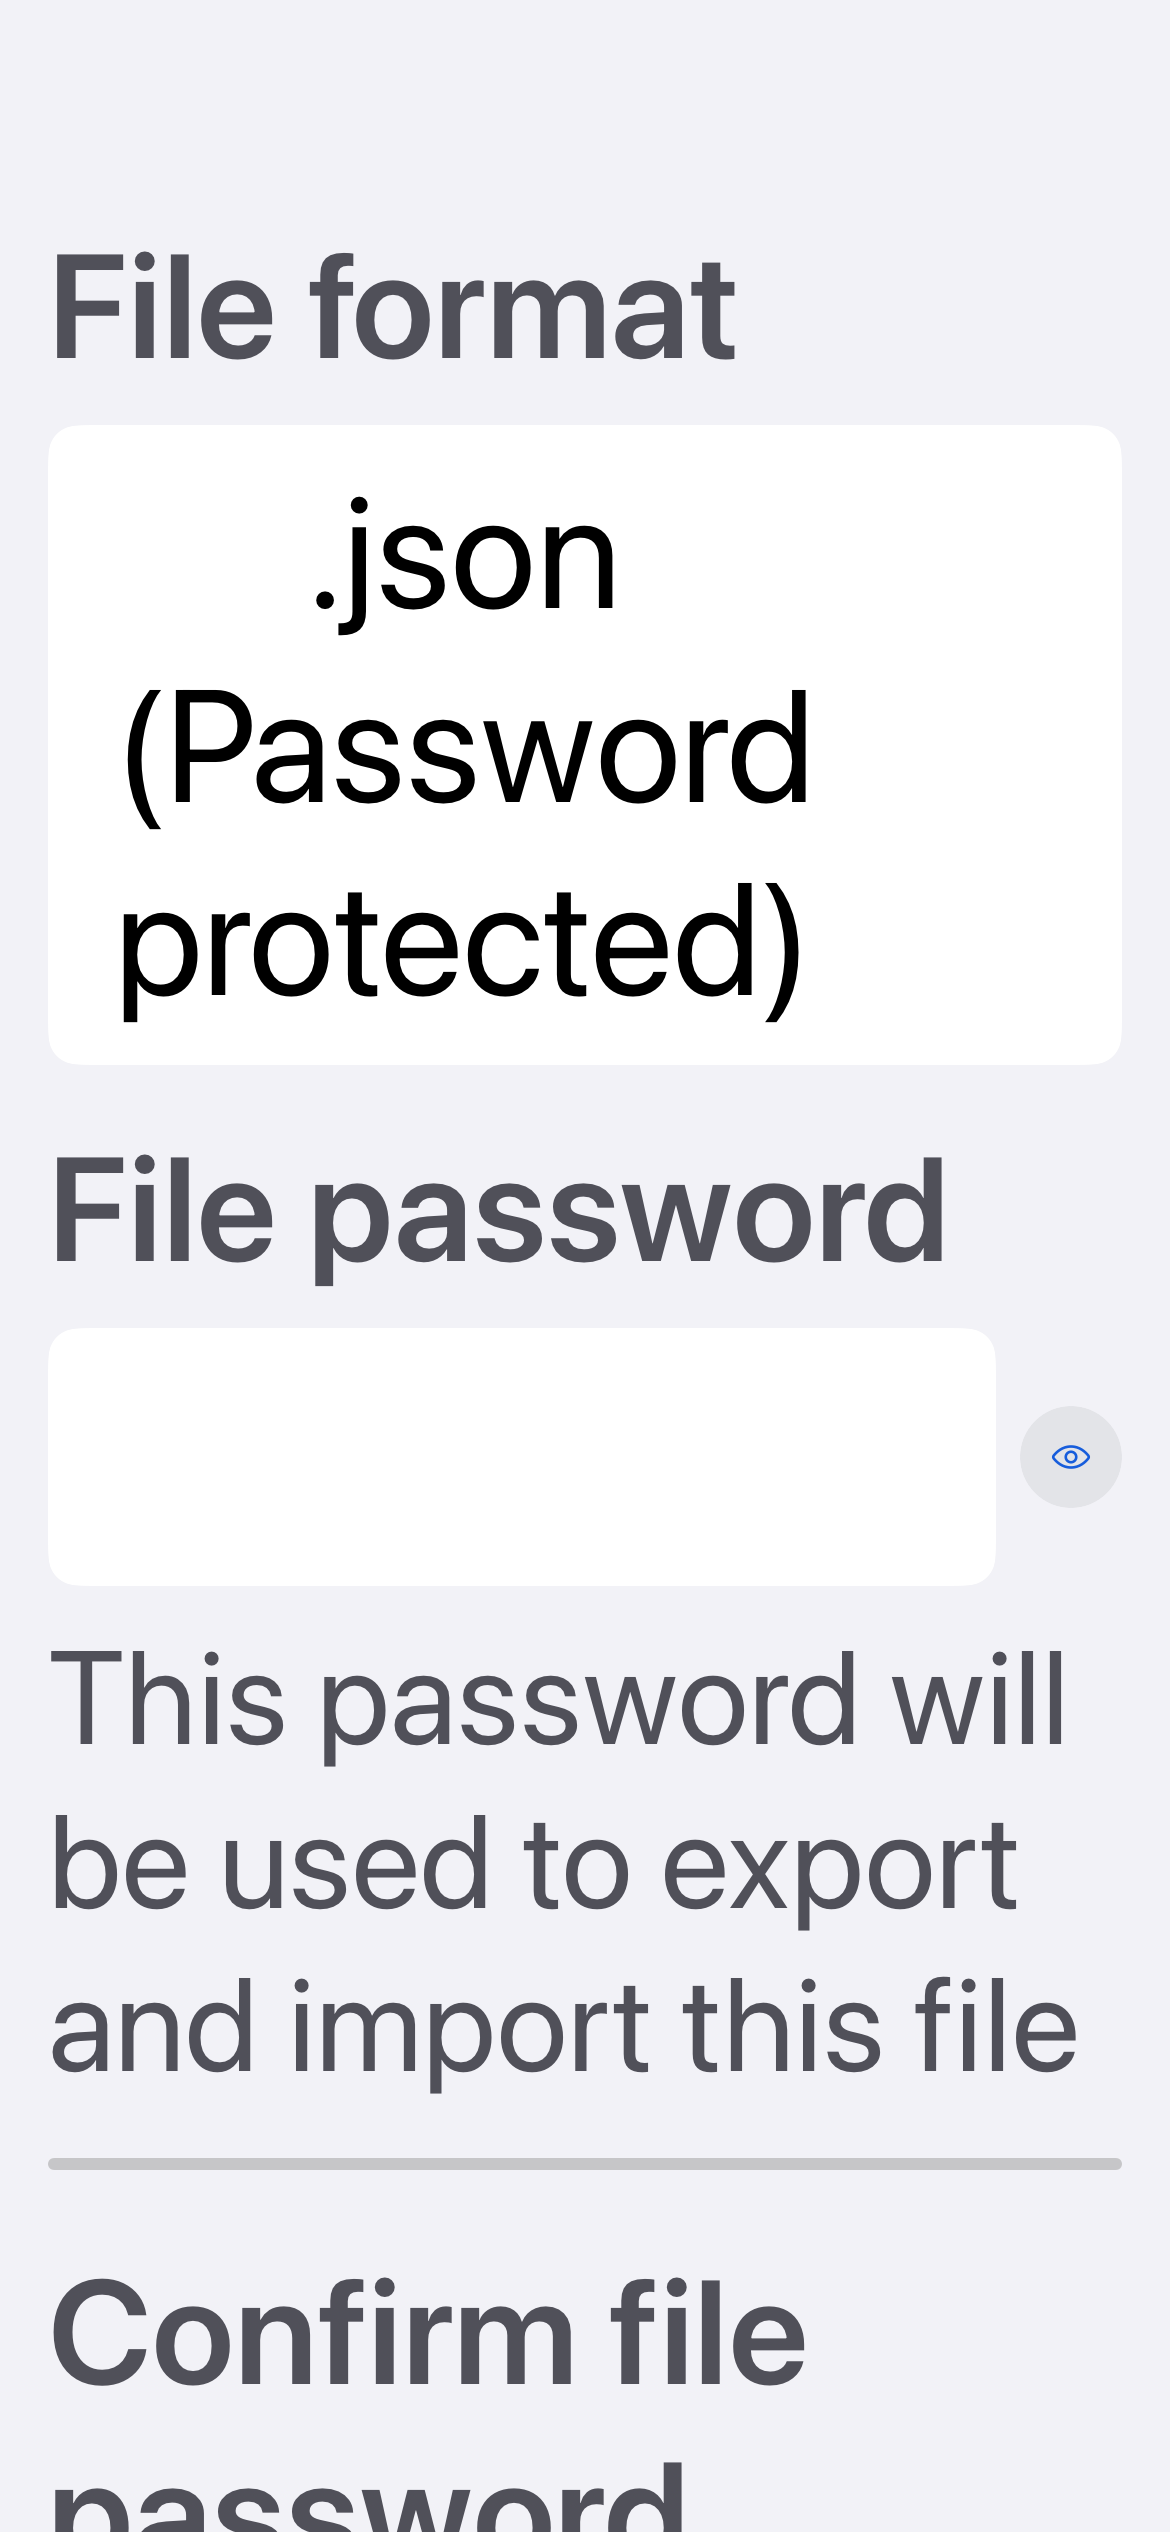 File format
.json
(Password
protected)
File password
This password will
be used to export
and import this file
Confirm file
password